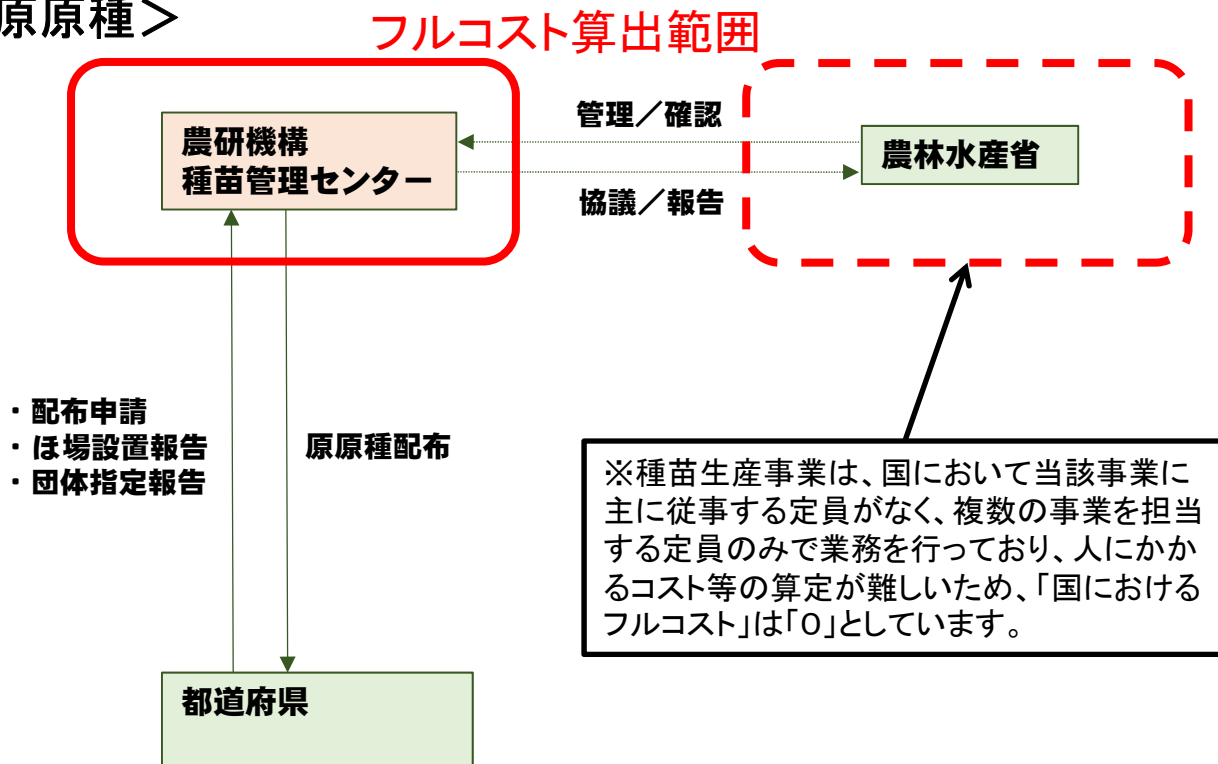 原原種＞
フルコスト算出範囲
農研機構
種苗管理センター
管理／確認
協議／報告
農林水産省
・配布申請
・ほ場設置報告
・団体指定報告
原原種配布
※種苗生産事業は、国において当該事業に
主に従事する定員がなく、複数の事業を担当
する定員のみで業務を行っており、人にかか
るコスト等の算定が難しいため、「国における
フルコスト」は「０」としています。
都道府県